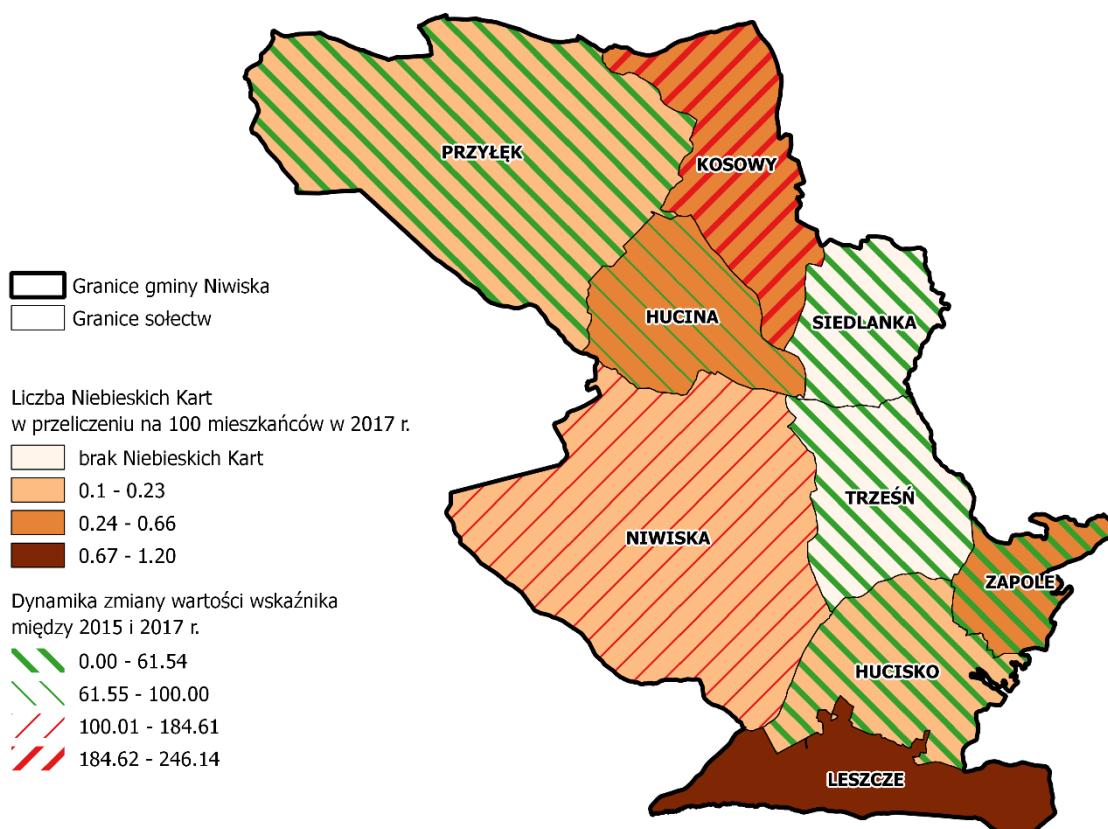 PRZYŁĘK
KOSOWY
HUCINA
SIEDLANKA
TRZEŚŃ
NIWISKA
ZAPOLE
HUCISKO
LESZCZE
Granice gminy Niwiska
Granice sołectw
Liczba Niebieskich Kart
w przeliczeniu na 100 mieszkańców w 2017 r.
brak Niebieskich Kart
0.1 - 0.23
0.24 - 0.66
0.67 - 1.20
Dynamika zmiany wartości wskaźnika
między 2015 i 2017 r.
0.00 - 61.54
61.55 - 100.00
100.01 - 184.61
184.62 - 246.14